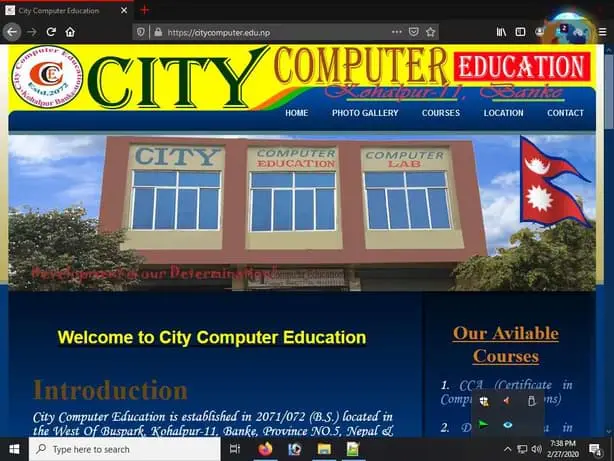 City Computer Education
https://citycomputer.edu.np
City Computer Education
Kohalpur Banke
CCE
Estd.2072
CITY
COMPUTER
EDUCATION
Kohalpur-11, Banke
HOME
PHOTO GALLERY
COURSES
LOCATION
CONTACT
CITY
COMPUTER
EDUCATION
COMPUTER
LAB
Development is our Determination!
Computer Education
Welcome to City Computer Education
Introduction
City Computer Education is established in 2071/072 (B.S.) located in
the West Of Buspark, Kohalpur-11, Banke, Province NO.5, Nepal &
Our Avilable
Courses
1. CCA (Certificate in
2.
in
Type here to search
7:38 PM
2/27/2020